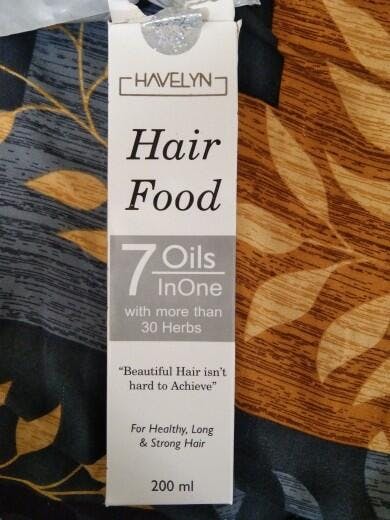 HAVELYN
Hair
Food
7 Oils
InOne
with more than
30 Herbs
“Beautiful Hair isn’t
hard to Achieve”
For Healthy, Long
& Strong Hair
200 ml